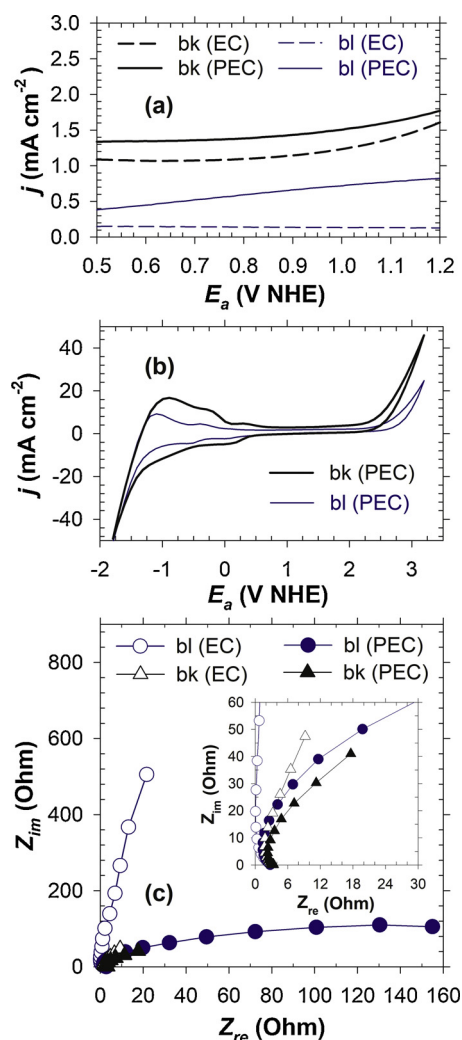 3.0
2.5
2.0
1.5
1.0
0.5
0.0
j (mA cm-2)
bk (EC) bl (EC)
bk (PEC) bl (PEC)
(a)
0.5 0.6 0.7 0.8 0.9 1.0 1.1 1.2
Ea (V NHE)
40
20
0
-20
-40
j (mA cm-2)
(b)
bk (PEC)
bl (PEC)
-2 -1 0 1 2 3
Ea (V NHE)
800
600
400
200
0
Zim (Ohm)
bl (EC) bl (PEC)
bk (EC) bk (PEC)
60
50
40
30
20
10
0
Zim (Ohm)
0 6 12 18 24 30
Zre (Ohm)
(c)
0 20 40 60 80 100 120 140 160
Zre (Ohm)